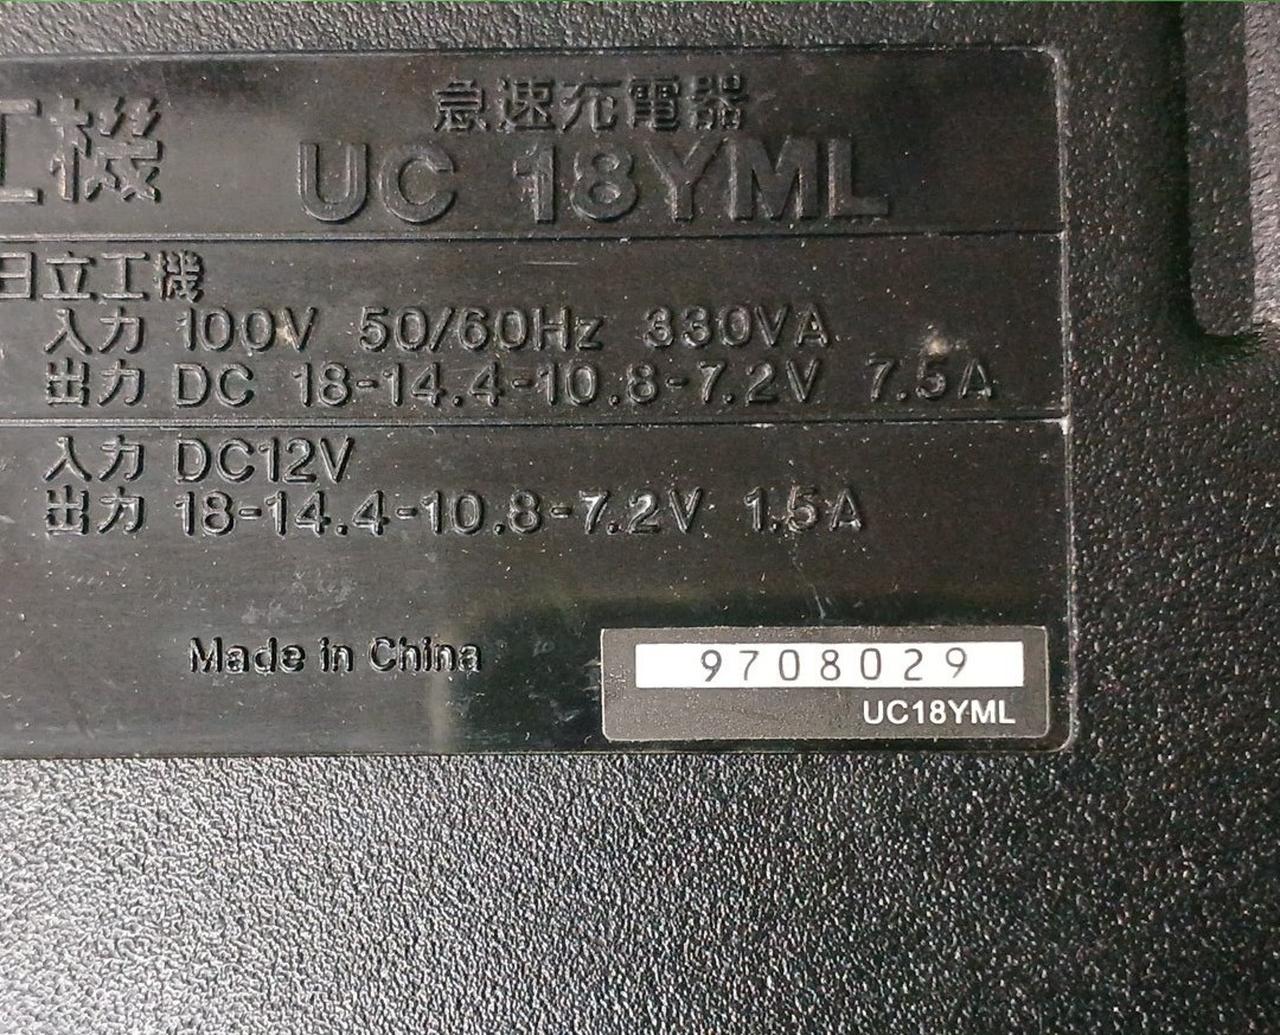 工機
急速充電器
UC 18YML
日立工機
入力 100V 50/60Hz 330VA
出力 DC 18-14.4-10.8-7.2V 7.5A
入力 DC12V
出力 18-14.4-10.8-7.2V 1.5A
Made in China
9708029
UC18YML